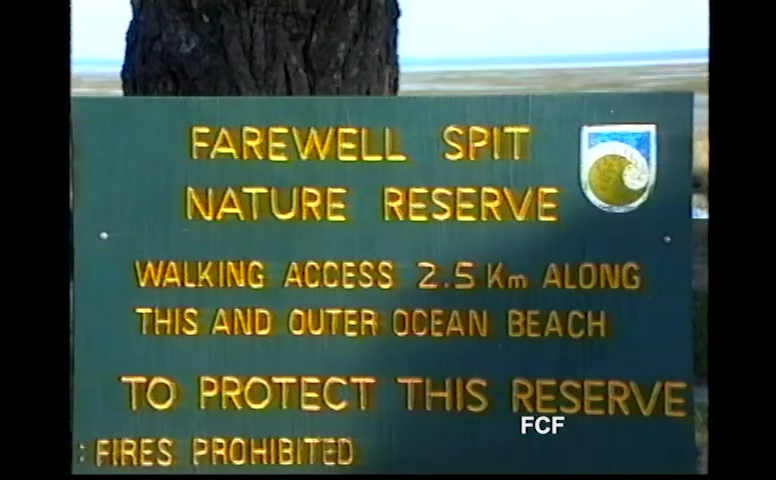 FAREWELL SPIT
NATURE RESERVE
WALKING ACCESS 2.5 Km ALONG
THIS AND OUTER OCEAN BEACH
TO PROTECT THIS RESERVE
FCF
: FIRES PROHIBITED